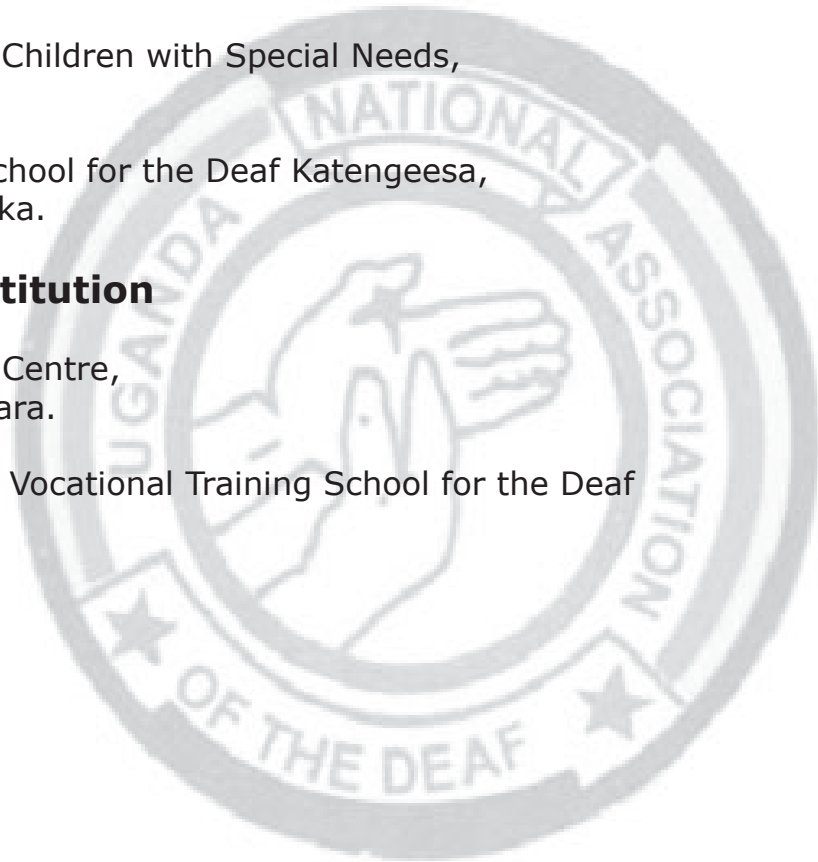 Children with Special Needs,
chool for the Deaf Katengeesa,
ka.
titution
Centre,
ara.
Vocational Training School for the Deaf
UGANDA NATIONAL ASSOCIATION
OF THE DEAF